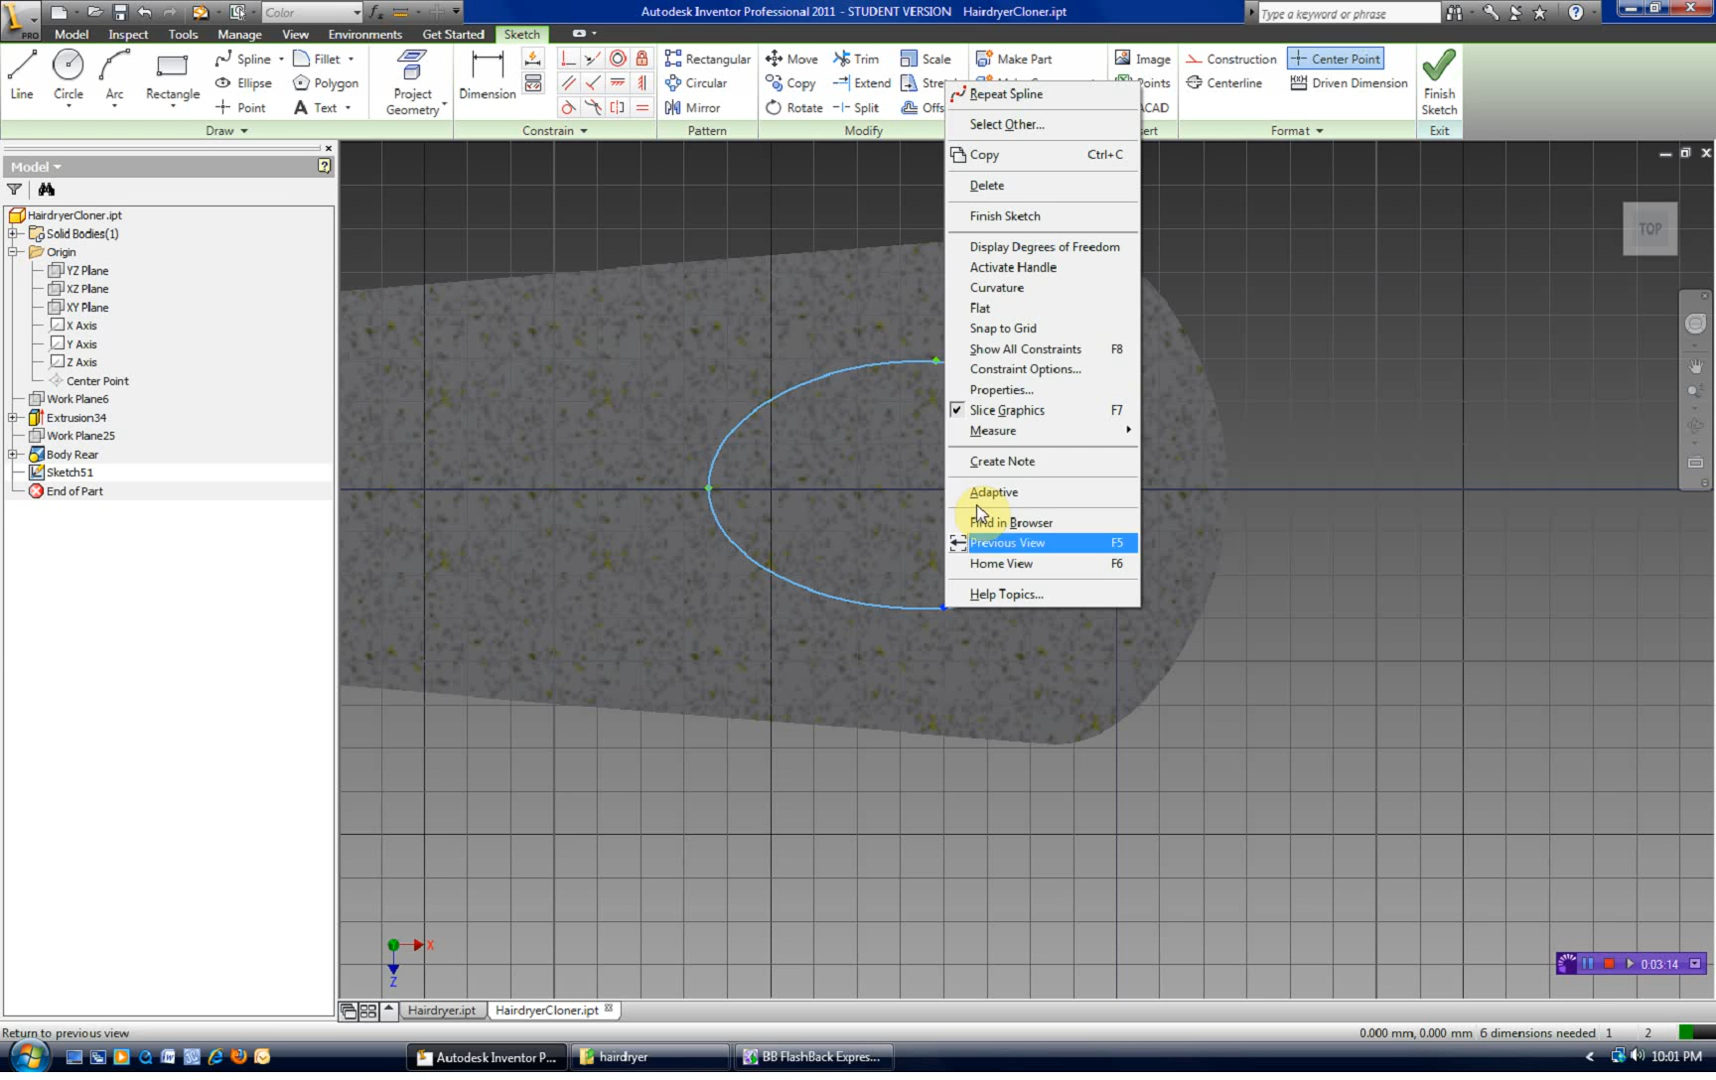 Color
Autodesk Inventor Professional 2011 - STUDENT VERSION HairdryerCloner.ipt
Type a keyword or phrase
PRO
Model Inspect Tools Manage View Environments Get Started Sketch
Line Circle Arc Rectangle
Spline Fillet
Ellipse Polygon
Point Text
Project Geometry
Draw
Dimension
Constrain
Rectangular
Circular
Mirror
Pattern
Move Trim Scale
Copy Extend
Rotate Split
Modify
Make Part
Image
Points
ACAD
Construction Center Point
Centerline Driven Dimension
Format
Finish Sketch
Exit
Model
HairdryerCloner.ipt
Solid Bodies(1)
Origin
YZ Plane
XZ Plane
XY Plane
X Axis
Y Axis
Z Axis
Center Point
Work Plane6
Extrusion34
Work Plane25
Body Rear
Sketch51
End of Part
Repeat Spline
Select Other...
Copy Ctrl+C
Delete
Finish Sketch
Display Degrees of Freedom
Activate Handle
Curvature
Flat
Snap to Grid
Show All Constraints F8
Constraint Options...
Properties...
Slice Graphics F7
Measure
Create Note
Adaptive
Find in Browser
Previous View F5
Home View F6
Help Topics...
TOP
X
Z
0:03:14
Hairdryer.ipt HairdryerCloner.ipt
Return to previous view
0.000 mm, 0.000 mm 6 dimensions needed 1 2
Autodesk Inventor P... hairdryer BB FlashBack Expres...
10:01 PM